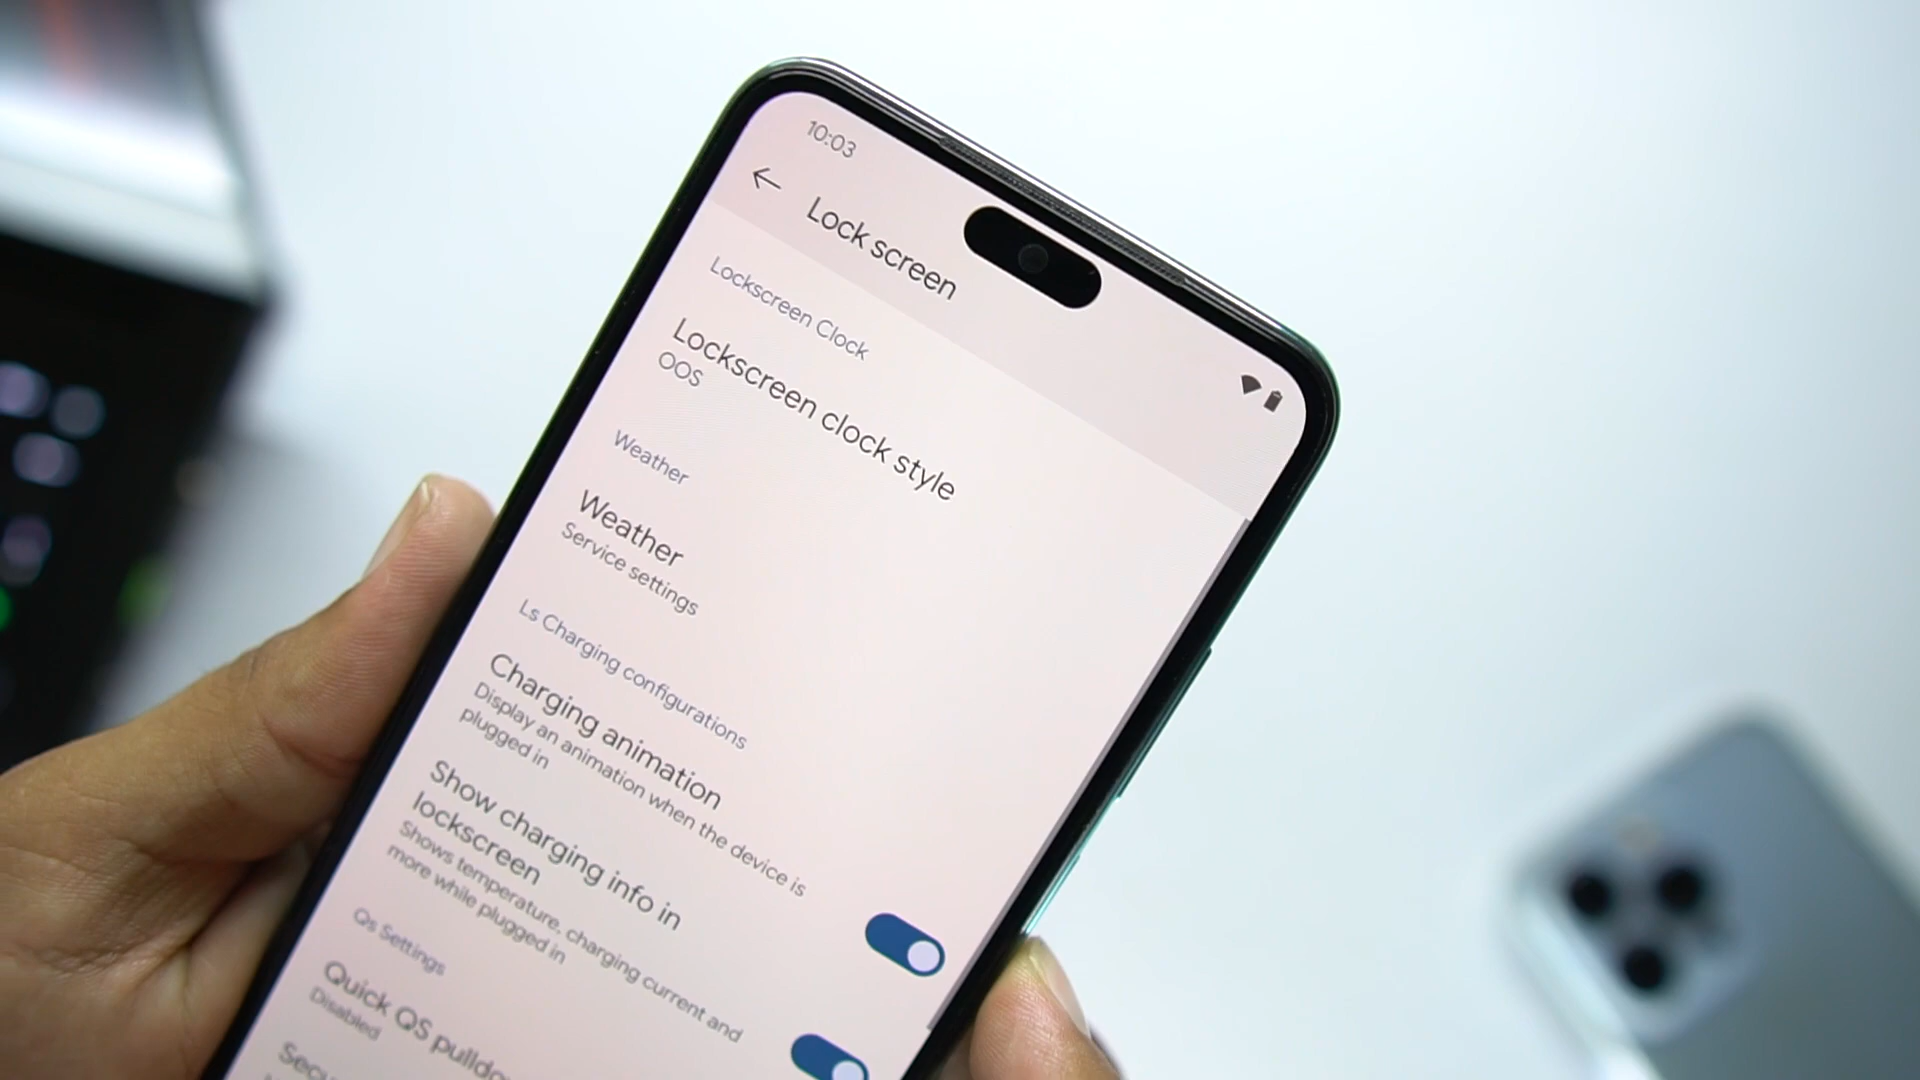 10:03
Lock screen
Lockscreen Clock
Lockscreen clock style
OOS
Weather
Weather
Service settings
Ls Charging configurations
Charging animation
Display an animation when the device is
plugged in
Show charging info in
lockscreen
Shows temperature, charging current and
more while plugged in
Qs Settings
Quick QS
Disabled